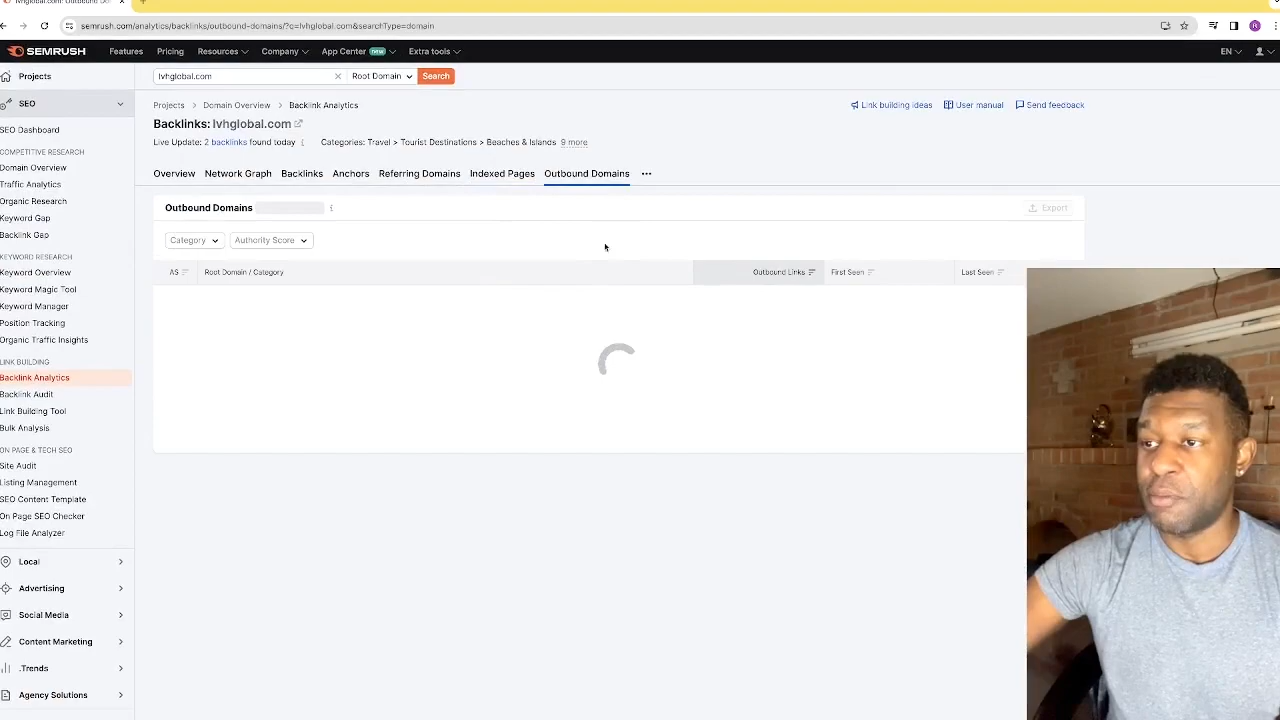 lvhglobal.com: Outbound Dom
semrush.com/analytics/backlinks/outbound-domains/?q=lvhglobal.com&searchType=domain
R
SEMRUSH
Features
Pricing
Resources
Company
App Center new
Extra tools
EN
Projects
SEO
SEO Dashboard
COMPETITIVE RESEARCH
Domain Overview
Traffic Analytics
Organic Research
Keyword Gap
Backlink Gap
KEYWORD RESEARCH
Keyword Overview
Keyword Magic Tool
Keyword Manager
Position Tracking
Organic Traffic Insights
LINK BUILDING
Backlink Analytics
Backlink Audit
Link Building Tool
Bulk Analysis
ON PAGE & TECH SEO
Site Audit
Listing Management
SEO Content Template
On Page SEO Checker
Log File Analyzer
Local
Advertising
Social Media
Content Marketing
.Trends
Agency Solutions
lvhglobal.com
Root Domain
Search
Projects > Domain Overview > Backlink Analytics
Link building ideas
User manual
Send feedback
Backlinks: lvhglobal.com
Live Update: 2 backlinks found today i Categories: Travel > Tourist Destinations > Beaches & Islands 9 more
Overview
Network Graph
Backlinks
Anchors
Referring Domains
Indexed Pages
Outbound Domains
Outbound Domains i
Export
Category
Authority Score
AS
Root Domain / Category
Outbound Links
First Seen
Last Seen